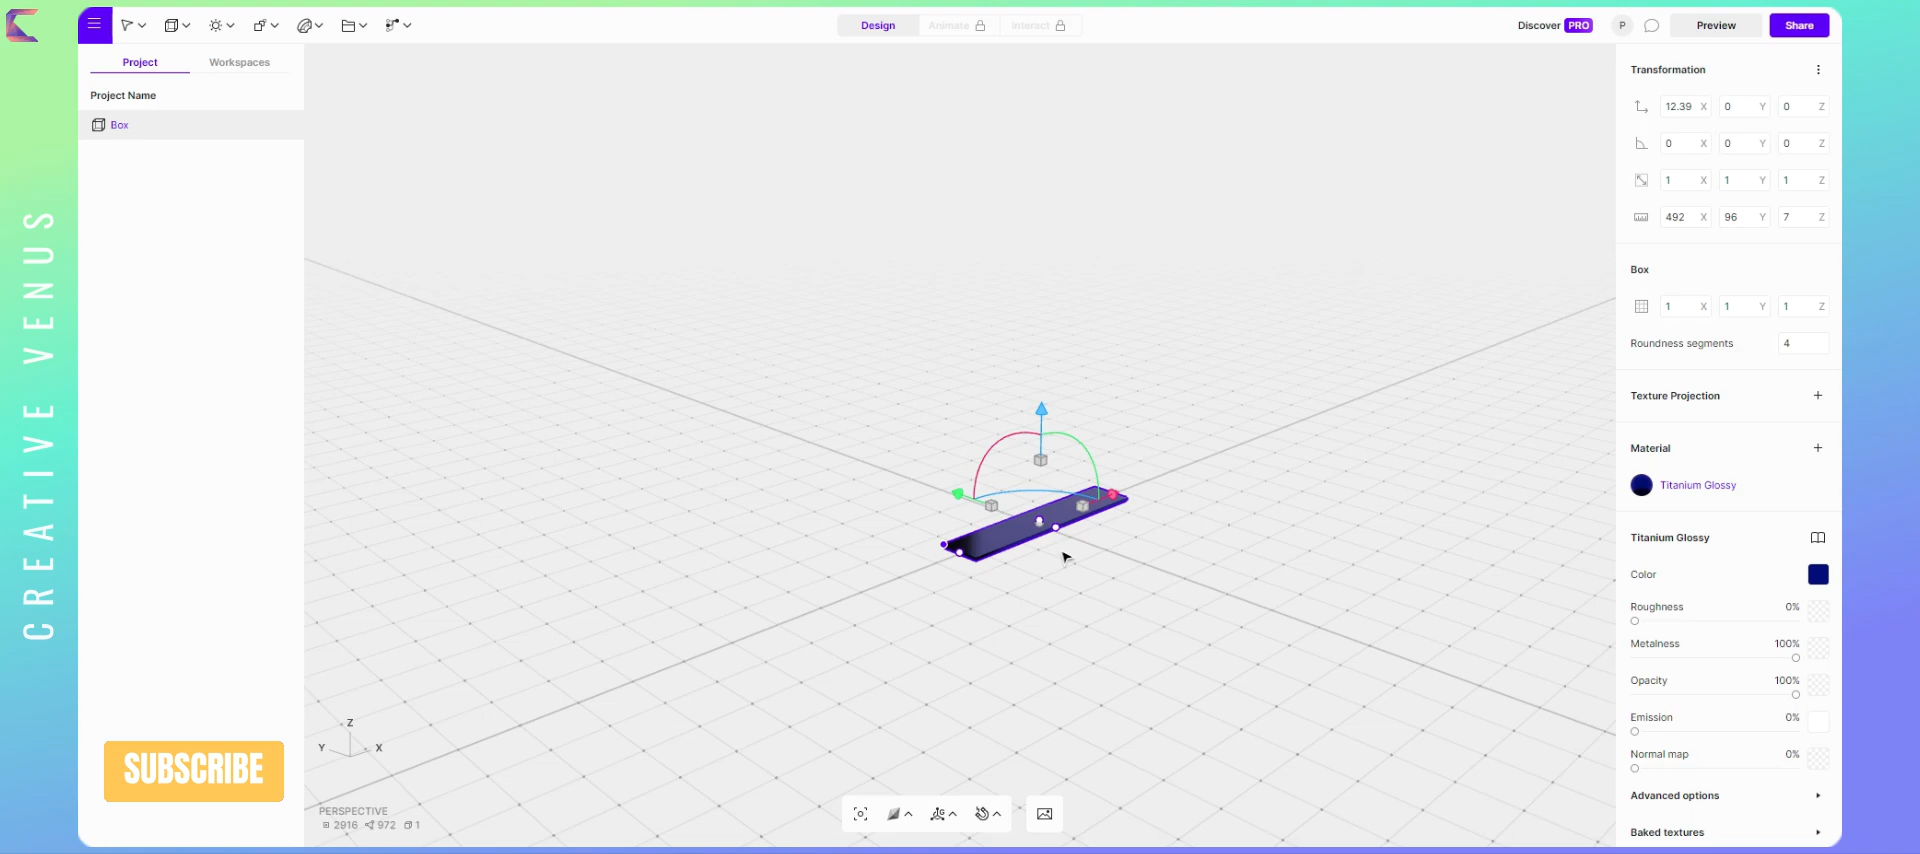 CREATIVE VENUS
Design
Animate
Interact
Discover PRO
P
Preview
Share
Project
Workspaces
Project Name
Box
Transformation
12.39 X 0 Y 0 Z
0 X 0 Y 0 Z
1 X 1 Y 1 Z
492 X 96 Y 7 Z
Box
1 X 1 Y 1 Z
Roundness segments 4
Texture Projection +
Material +
Titanium Glossy
Titanium Glossy
Color
Roughness 0%
Metalness 100%
Opacity 100%
Emission 0%
Normal map 0%
Advanced options
Baked textures
Z
Y X
SUBSCRIBE
PERSPECTIVE
2916 972 1